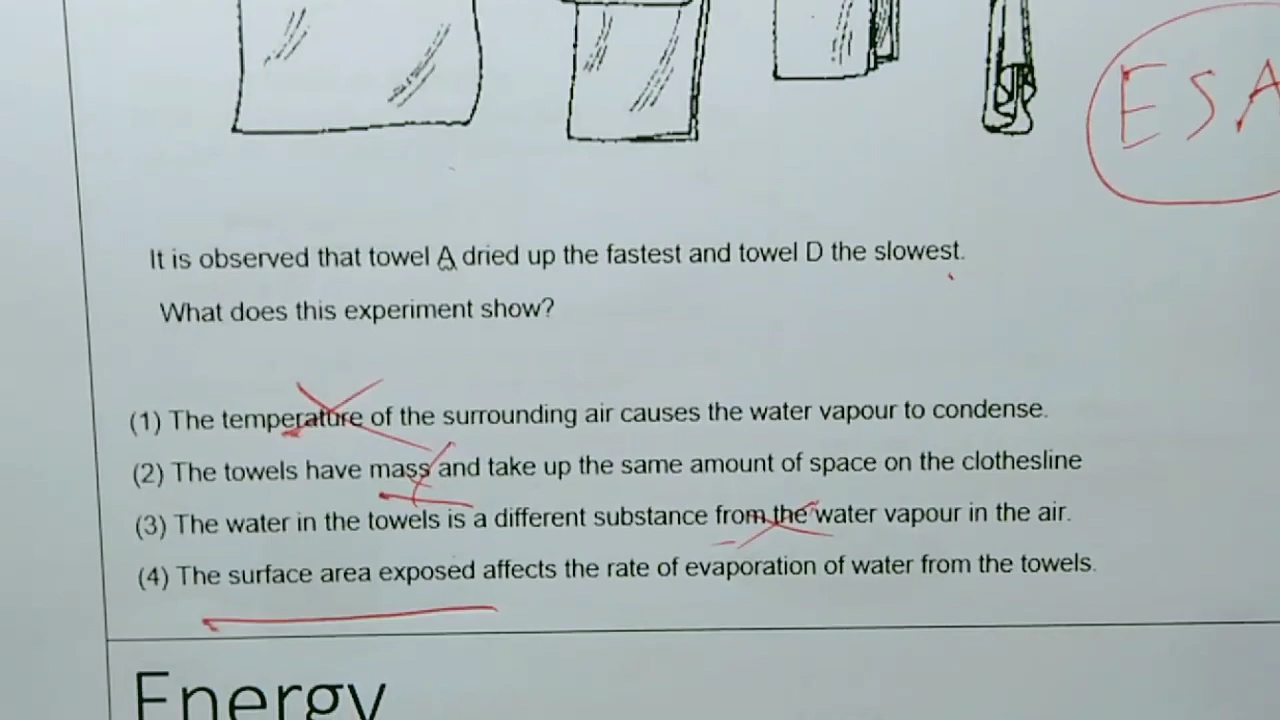 ESA
It is observed that towel A dried up the fastest and towel D the slowest.
What does this experiment show?
(1) The temperature of the surrounding air causes the water vapour to condense.
(2) The towels have mass and take up the same amount of space on the clothesline
(3) The water in the towels is a different substance from the water vapour in the air.
(4) The surface area exposed affects the rate of evaporation of water from the towels.
Energy